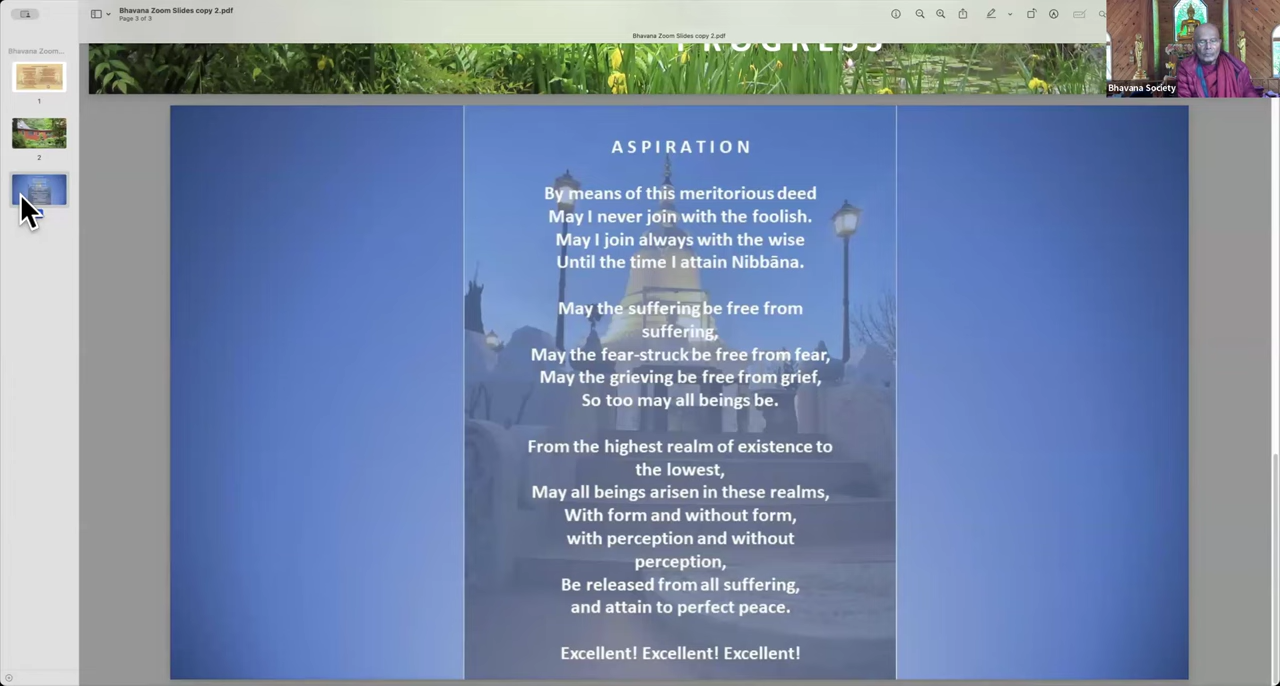 Bhavana Zoom Slides copy 2.pdf
Page 3 of 3
Bhavana Zoom Slides copy 2.pdf
Bhavana Zoom...
1
2
PROGRESS
Bhavana Society
ASPIRATION
By means of this meritorious deed
May I never join with the foolish.
May I join always with the wise
Until the time I attain Nibbāna.
May the suffering be free from
suffering,
May the fear-struck be free from fear,
May the grieving be free from grief,
So too may all beings be.
From the highest realm of existence to
the lowest,
May all beings arisen in these realms,
With form and without form,
with perception and without
perception,
Be released from all suffering,
and attain to perfect peace.
Excellent! Excellent! Excellent!